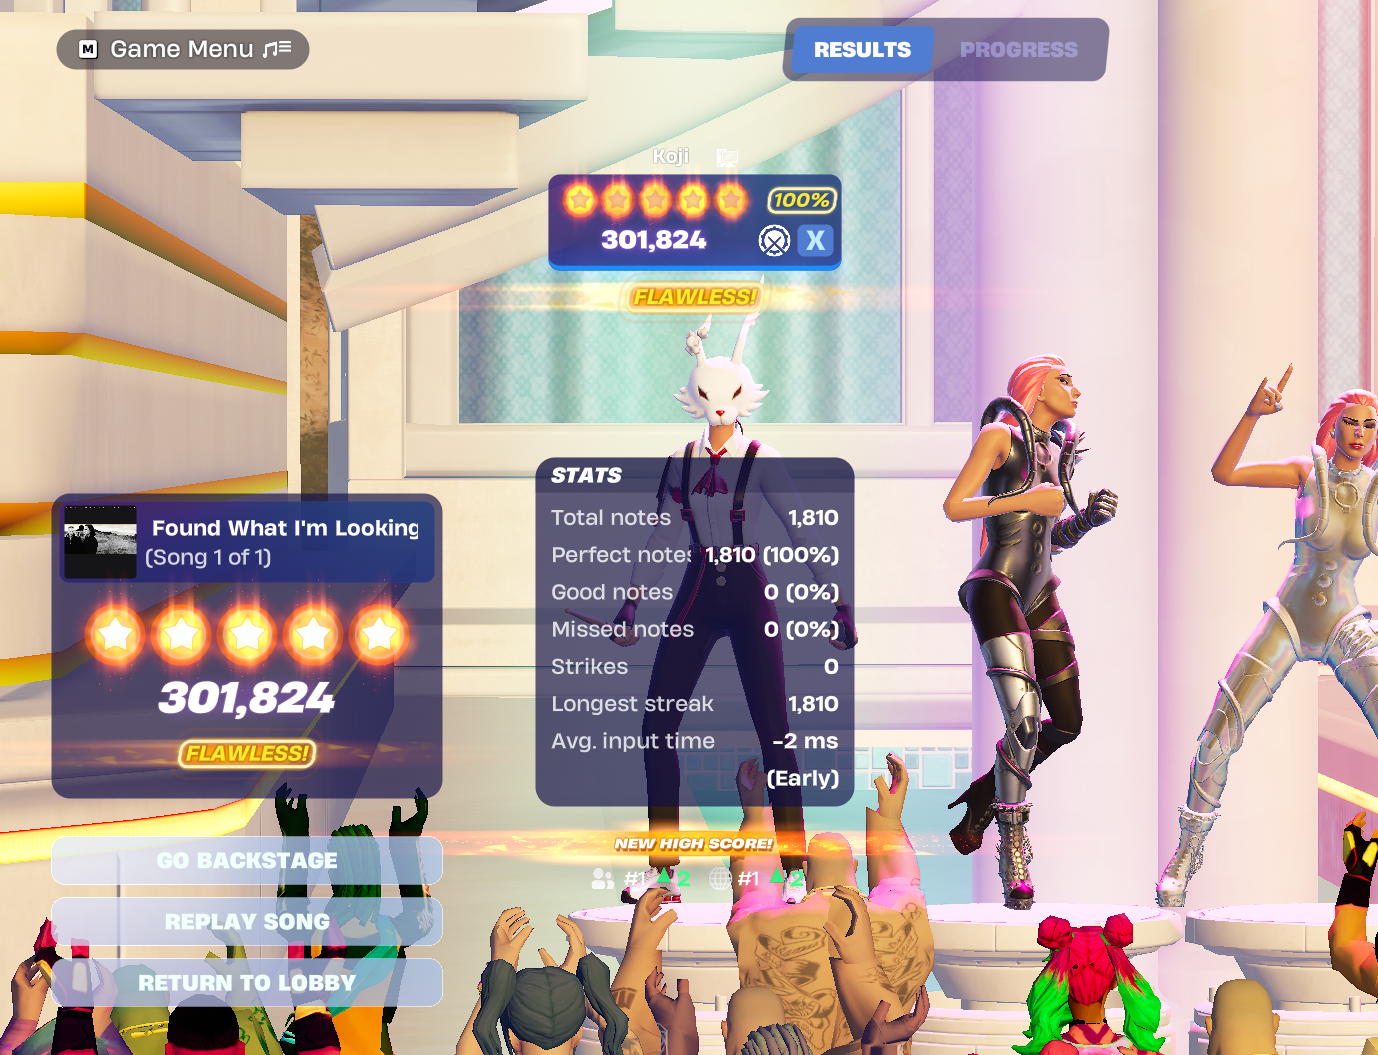 M Game Menu
RESULTS PROGRESS
Koji
100%
301,824
X
FLAWLESS!
STATS
Total notes 1,810
Perfect notes 1,810 (100%)
Good notes 0 (0%)
Missed notes 0 (0%)
Strikes 0
Longest streak 1,810
Avg. input time -2 ms
(Early)
NEW HIGH SCORE!
#1 2 #1 2
Found What I'm Looking
(Song 1 of 1)
301,824
FLAWLESS!
GO BACKSTAGE
REPLAY SONG
RETURN TO LOBBY